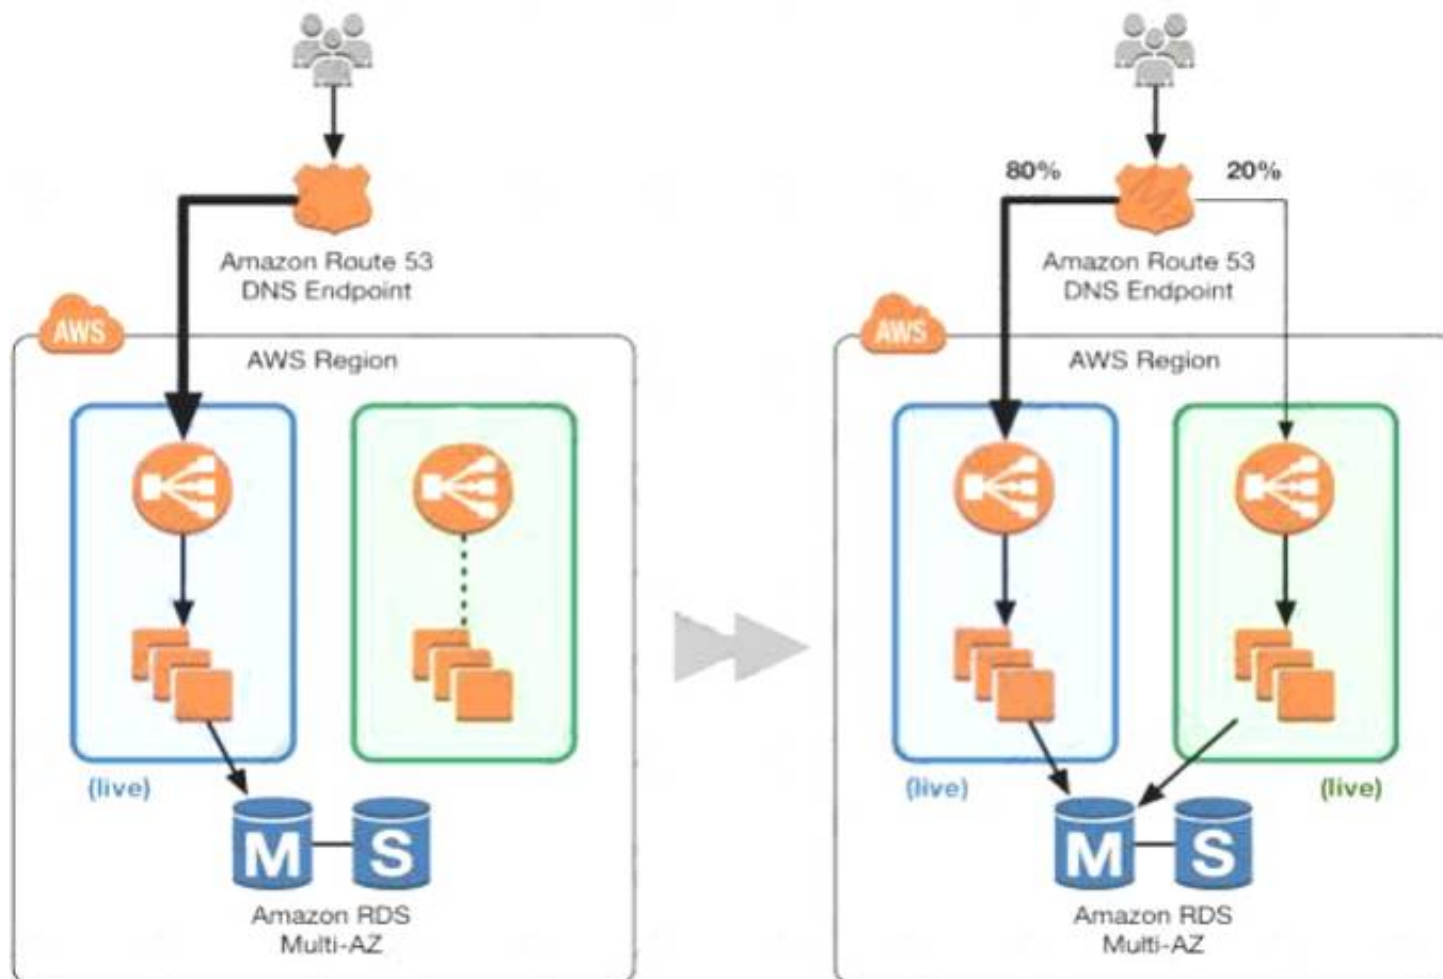 Amazon Route 53
DNS Endpoint
AWS
AWS Region
(live)
M
S
Amazon RDS
Multi-AZ
80%
20%
Amazon Route 53
DNS Endpoint
AWS
AWS Region
(live)
(live)
M
S
Amazon RDS
Multi-AZ